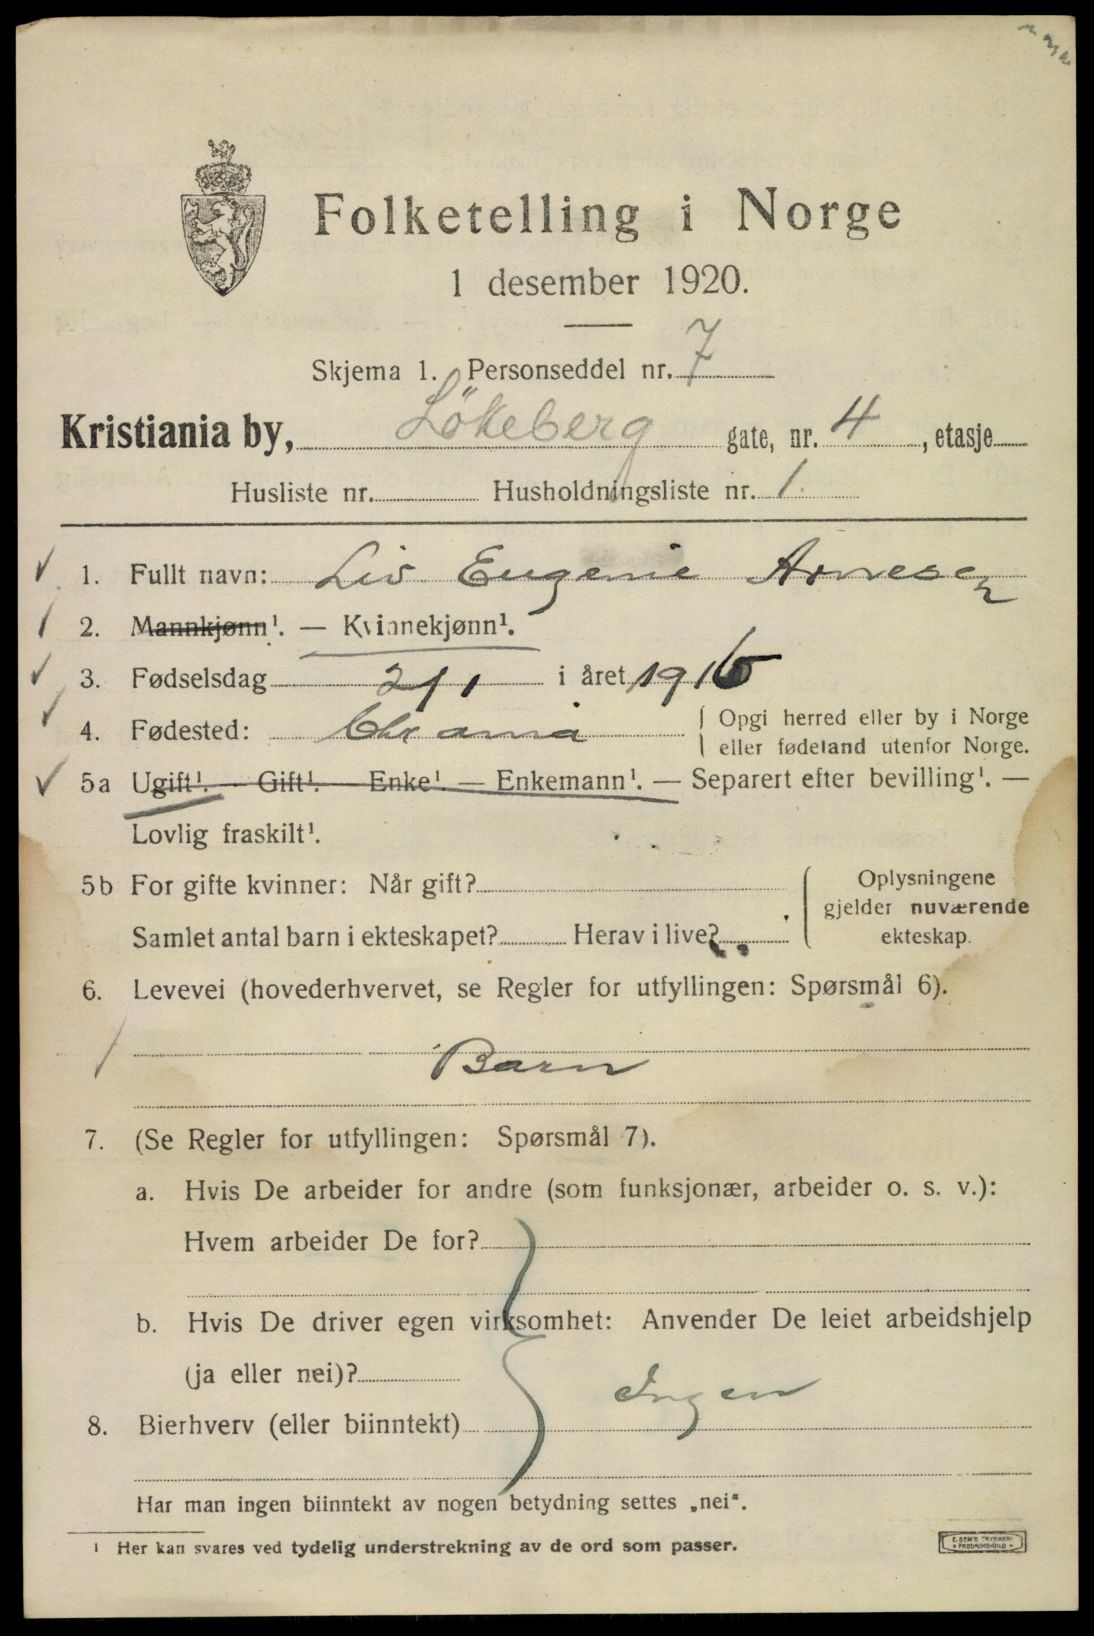 Folketelling i Norge
1 desember 1920.
Skjema 1. Personseddel nr. 7
Kristiania by, Løkeberg gate, nr. 4, etasje
Husliste nr. Husholdningsliste nr. 1.
1. Fullt navn: Liv Eugenie Arnesen
2. Mannkjønn¹. — Kvinnekjønn¹.
3. Fødselsdag 2/1 i året 1916
4. Fødested: Chr ania { Opgi herred eller by i Norge
eller fødeland utenfor Norge.
5a Ugift¹. — Gift¹. — Enke¹. — Enkemann¹. — Separert efter bevilling¹. —
Lovlig fraskilt¹.
5b For gifte kvinner: Når gift?
Samlet antal barn i ekteskapet? Herav i live?
Oplysningene
gjelder nuværende
ekteskap.
6. Levevei (hovederhvervet, se Regler for utfyllingen: Spørsmål 6).
Barn
7. (Se Regler for utfyllingen: Spørsmål 7).
a. Hvis De arbeider for andre (som funksjonær, arbeider o. s. v.):
Hvem arbeider De for?
b. Hvis De driver egen virksomhet: Anvender De leiet arbeidshjelp
(ja eller nei)?
Ingen
8. Bierhverv (eller biinntekt)
Har man ingen biinntekt av nogen betydning settes „nei“.
¹ Her kan svares ved tydelig understrekning av de ord som passer.